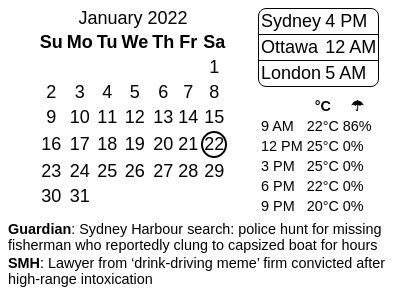 January 2022
Su Mo Tu We Th Fr Sa
1
2 3 4 5 6 7 8
9 10 11 12 13 14 15
16 17 18 19 20 21 22
23 24 25 26 27 28 29
30 31
Sydney 4 PM
Ottawa 12 AM
London 5 AM
°C ☂
9 AM 22°C 86%
12 PM 25°C 0%
3 PM 25°C 0%
6 PM 22°C 0%
9 PM 20°C 0%
Guardian: Sydney Harbour search: police hunt for missing
fisherman who reportedly clung to capsized boat for hours
SMH: Lawyer from ‘drink-driving meme’ firm convicted after
high-range intoxication